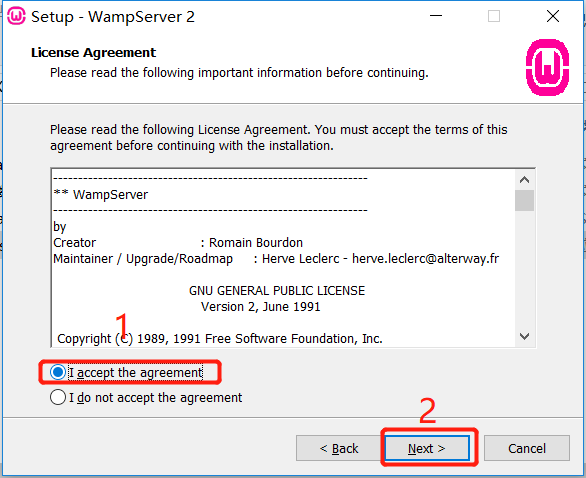 Setup - WampServer 2
License Agreement
Please read the following important information before continuing.
Please read the following License Agreement. You must accept the terms of this
agreement before continuing with the installation.
------------------------------------------------------------------
** WampServer
------------------------------------------------------------------
by
Creator : Romain Bourdon
Maintainer / Upgrade/Roadmap : Herve Leclerc - herve.leclerc@alterway.fr
GNU GENERAL PUBLIC LICENSE
Version 2, June 1991
Copyright (C) 1989, 1991 Free Software Foundation, Inc.
1
I accept the agreement
I do not accept the agreement
2
< Back
Next >
Cancel